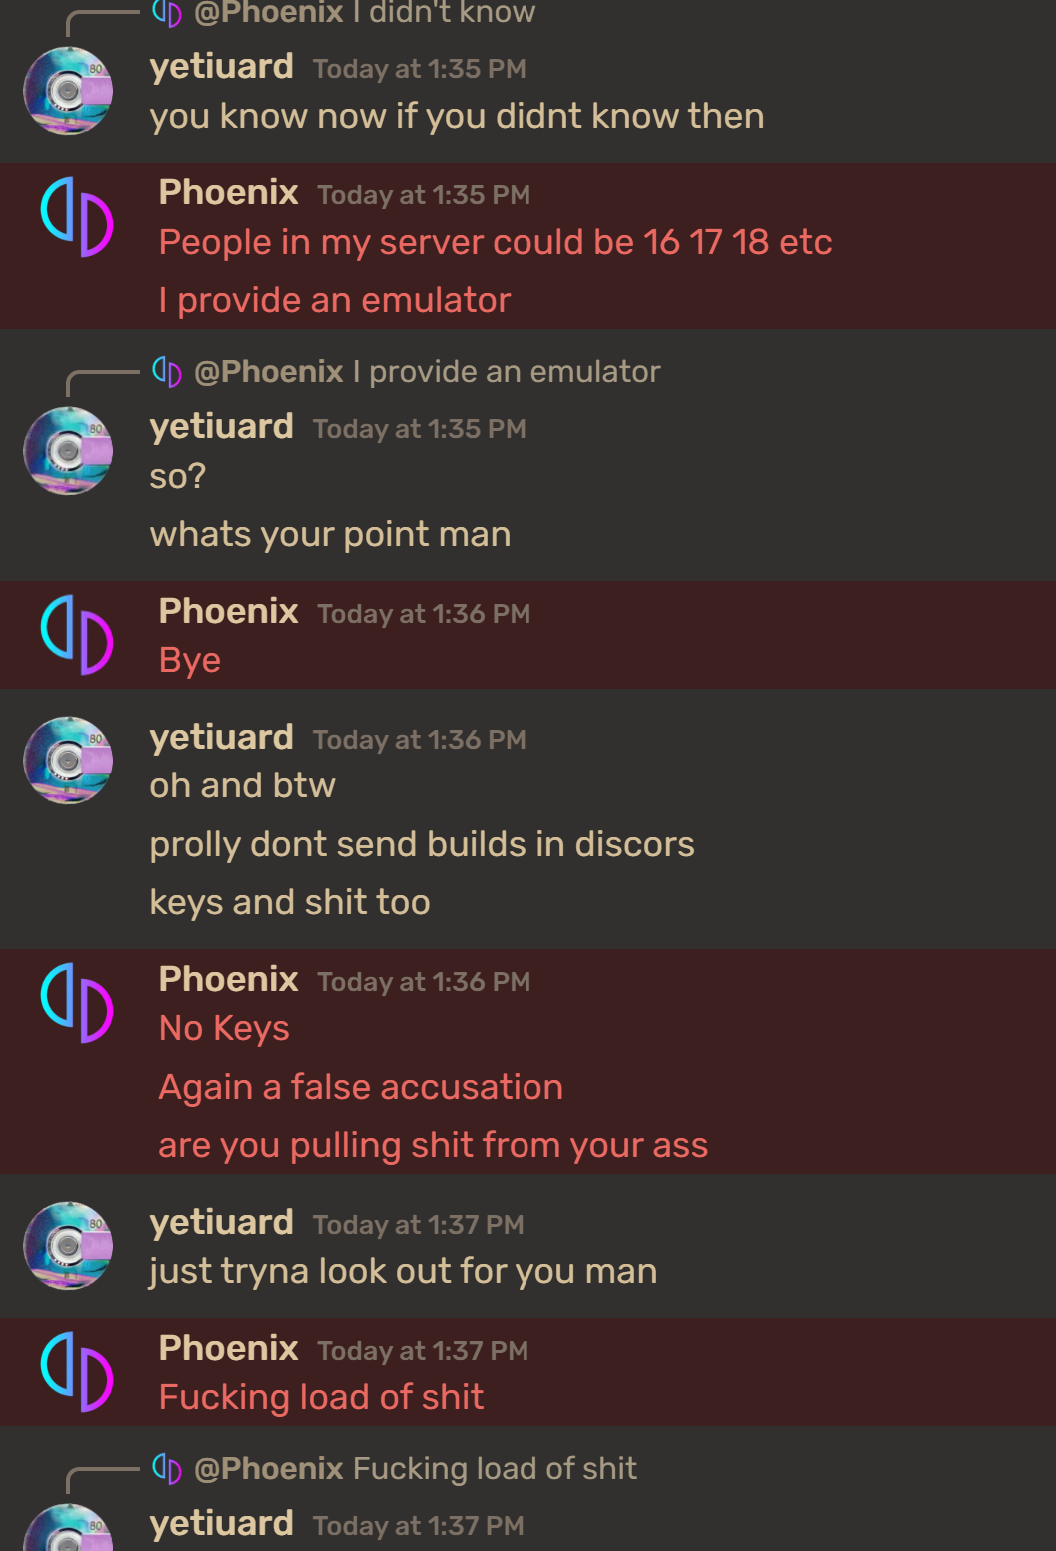 @Phoenix I didn't know
yetiuard Today at 1:35 PM
you know now if you didnt know then
Phoenix Today at 1:35 PM
People in my server could be 16 17 18 etc
I provide an emulator
@Phoenix I provide an emulator
yetiuard Today at 1:35 PM
so?
whats your point man
Phoenix Today at 1:36 PM
Bye
yetiuard Today at 1:36 PM
oh and btw
prolly dont send builds in discors
keys and shit too
Phoenix Today at 1:36 PM
No Keys
Again a false accusation
are you pulling shit from your ass
yetiuard Today at 1:37 PM
just tryna look out for you man
Phoenix Today at 1:37 PM
Fucking load of shit
@Phoenix Fucking load of shit
yetiuard Today at 1:37 PM